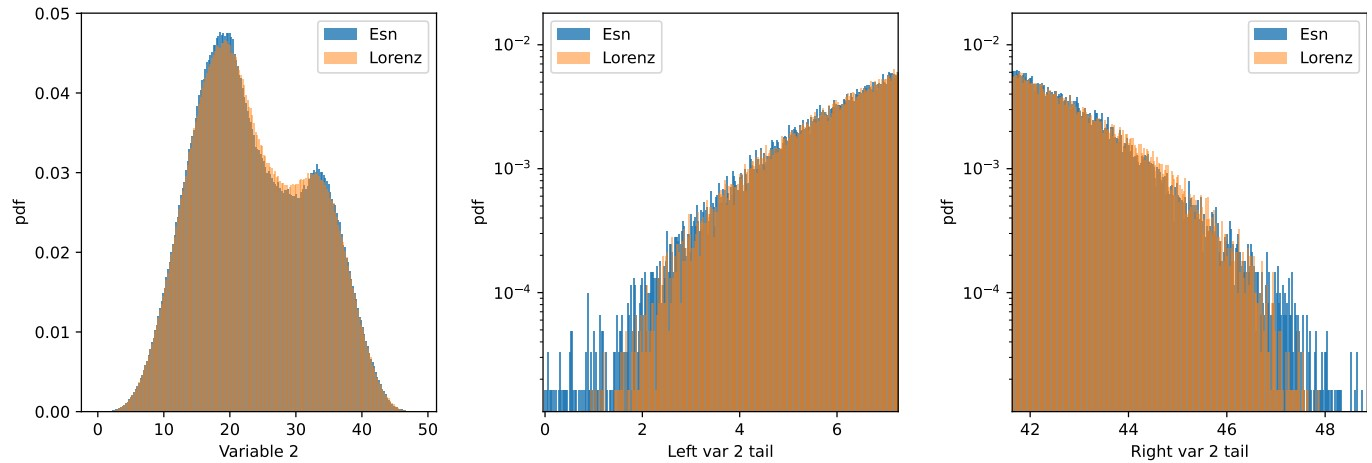 0.05
0.04
0.03
0.02
0.01
0.00
pdf
0 10 20 30 40 50
Variable 2
Esn
Lorenz
10⁻²
10⁻³
10⁻⁴
pdf
0 2 4 6
Left var 2 tail
Esn
Lorenz
10⁻²
10⁻³
10⁻⁴
pdf
42 44 46 48
Right var 2 tail
Esn
Lorenz